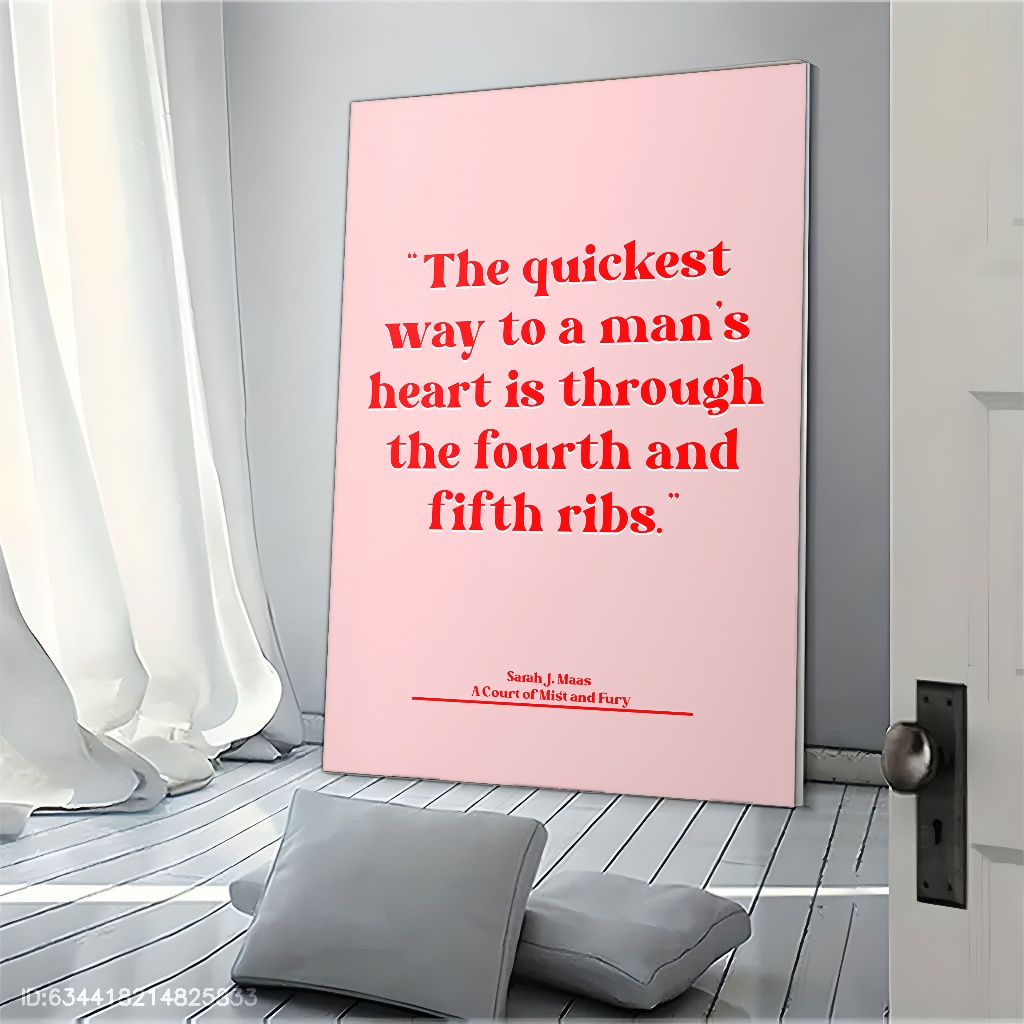 “The quickest
way to a man's
heart is through
the fourth and
fifth ribs.”
Sarah J. Maas
A Court of Mist and Fury